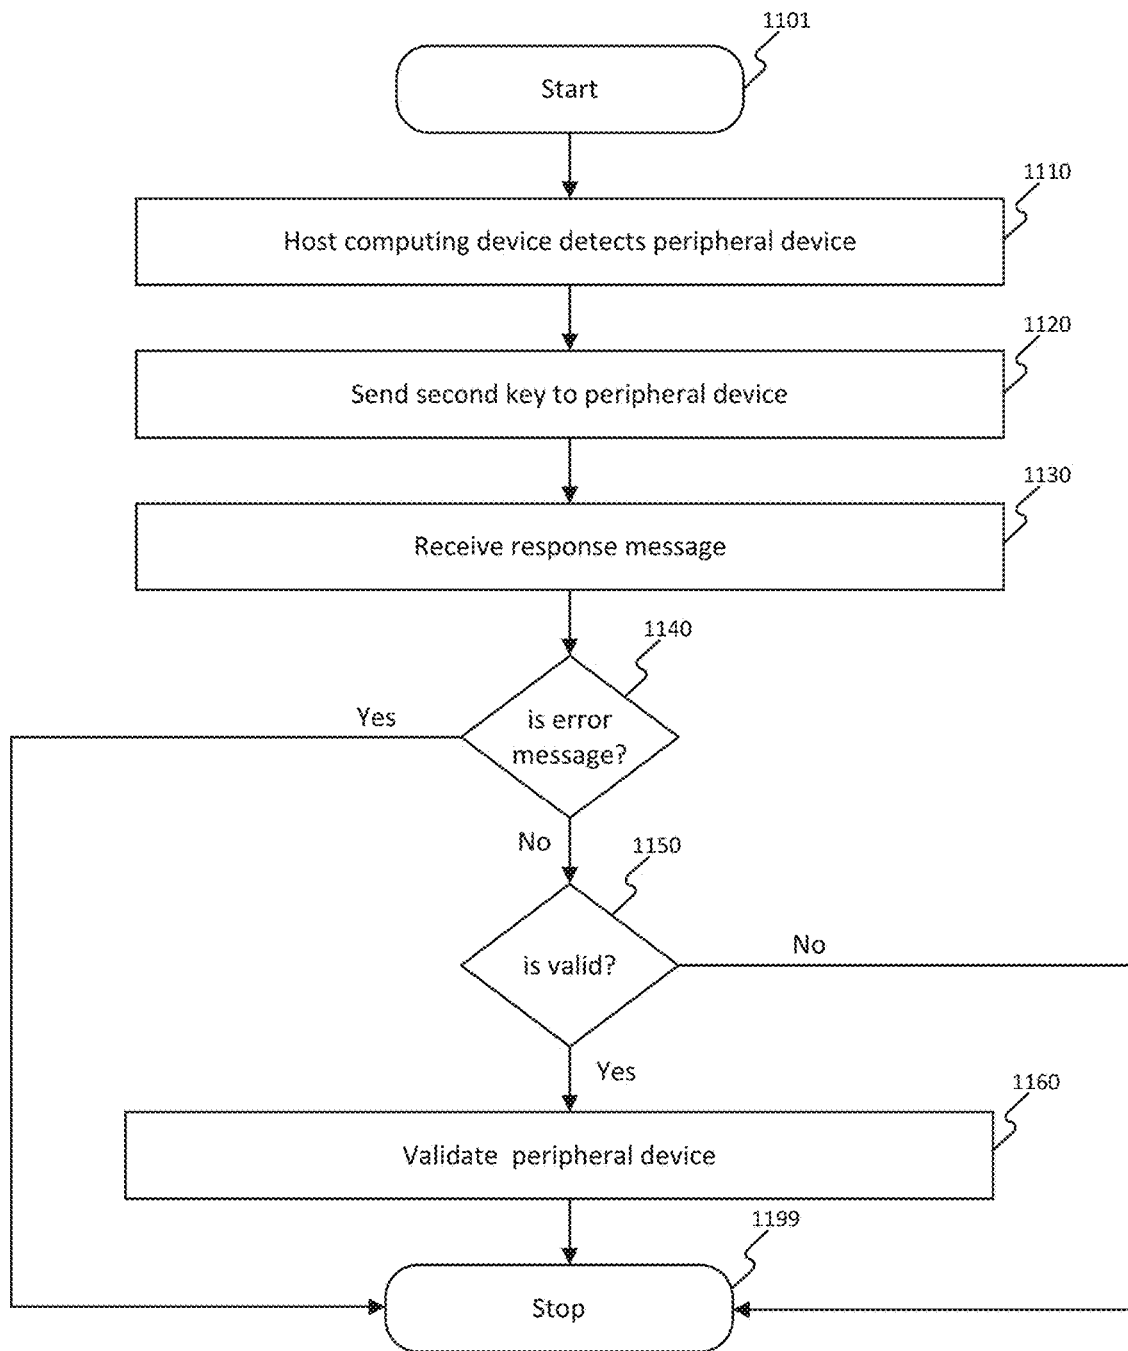 1101
Start
1110
Host computing device detects peripheral device
1120
Send second key to peripheral device
1130
Receive response message
1140
Yes
is error
message?
No
1150
is valid?
No
Yes
1160
Validate peripheral device
1199
Stop